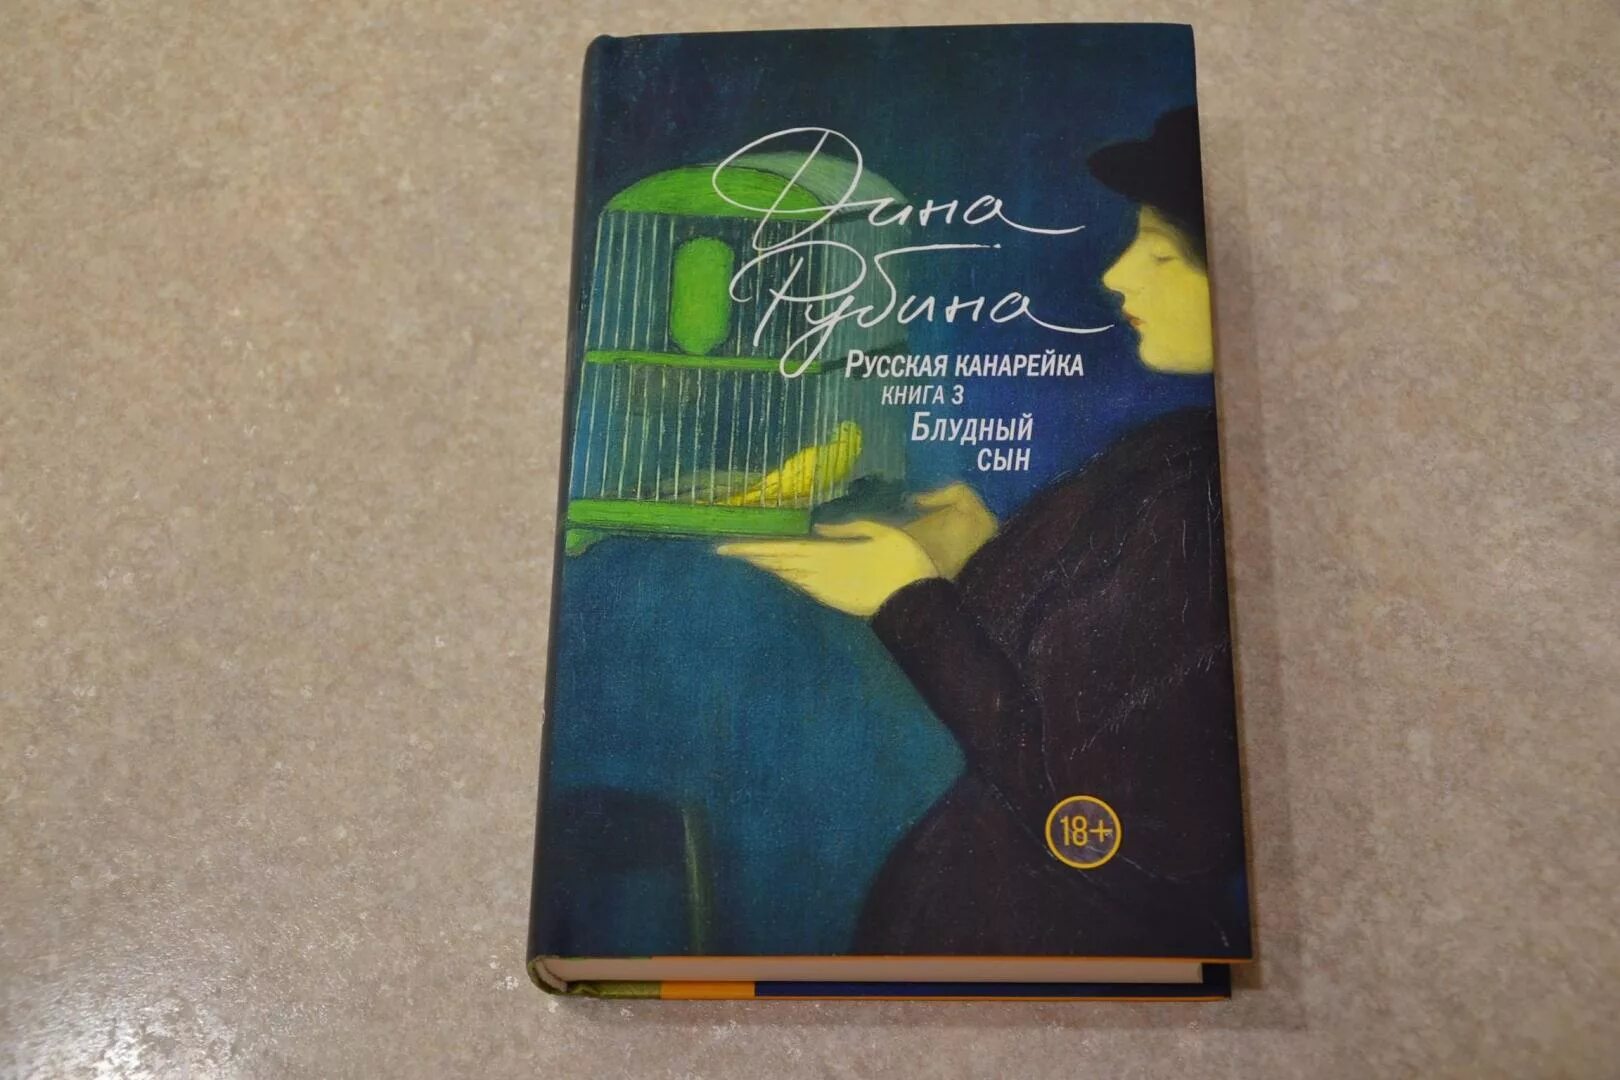 Дина
Рубина
Русская канарейка
книга 3
Блудный
сын
18+